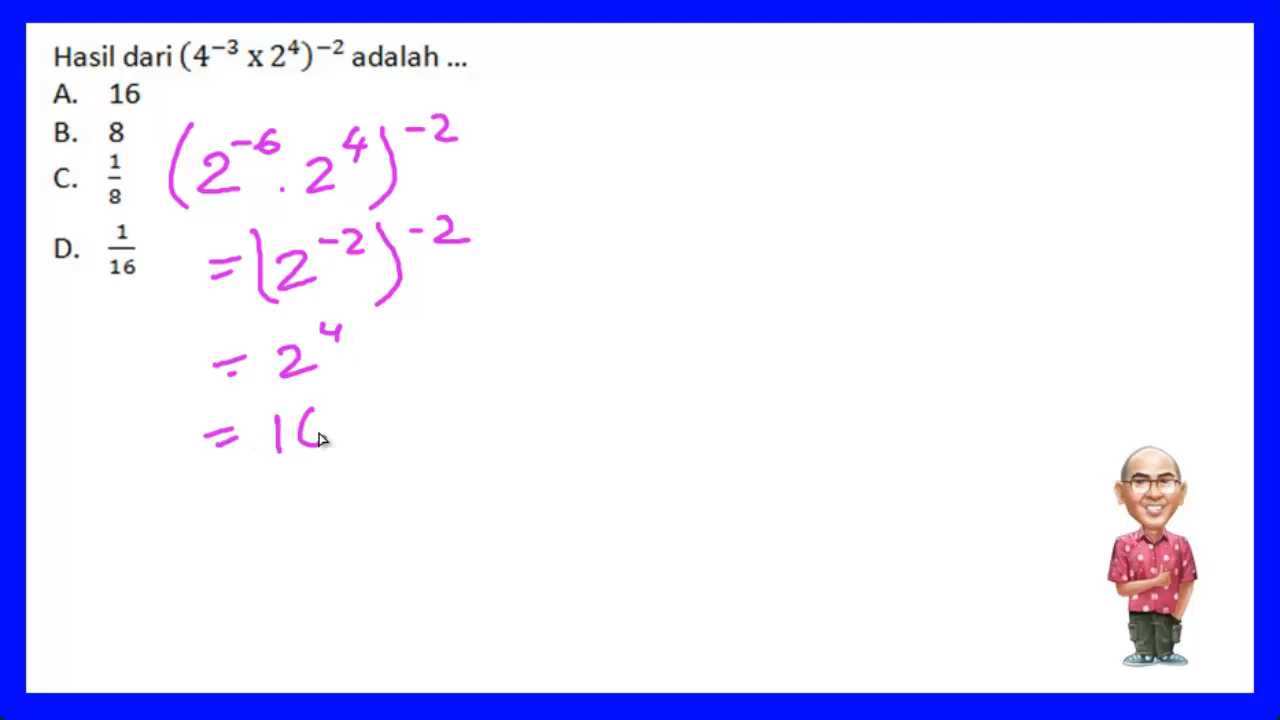 Hasil dari (4⁻³ x 2⁴)⁻² adalah ...
A. 16
B. 8
C. 1/8
D. 1/16
(2⁻⁶ . 2⁴)⁻²
= (2⁻²)⁻²
= 2⁴
= 1